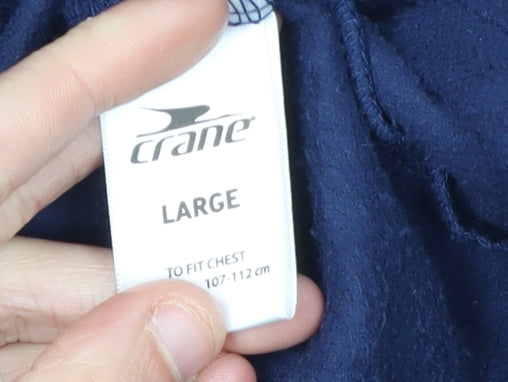 crane
LARGE
TO FIT CHEST
107-112 cm